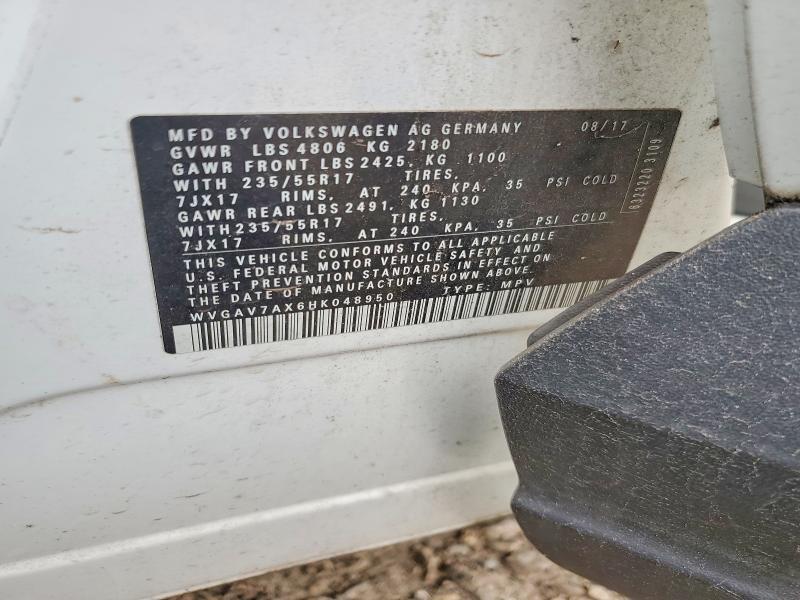 MFD BY VOLKSWAGEN AG GERMANY 08/17
GVWR LBS 4806 KG 2180
GAWR FRONT LBS 2425. KG 1100
WITH 235/55R17 TIRES.
7JX17 RIMS. AT 240 KPA. 35 PSI COLD
GAWR REAR LBS 2491. KG 1130
WITH 235/55R17 TIRES.
7JX17 RIMS. AT 240 KPA. 35 PSI COLD
THIS VEHICLE CONFORMS TO ALL APPLICABLE
U.S. FEDERAL MOTOR VEHICLE SAFETY AND
THEFT PREVENTION STANDARDS IN EFFECT ON
THE DATE OF MANUFACTURE SHOWN ABOVE.
WVGAV7AX6HK048950 TYPE: MPV
6323220 3109